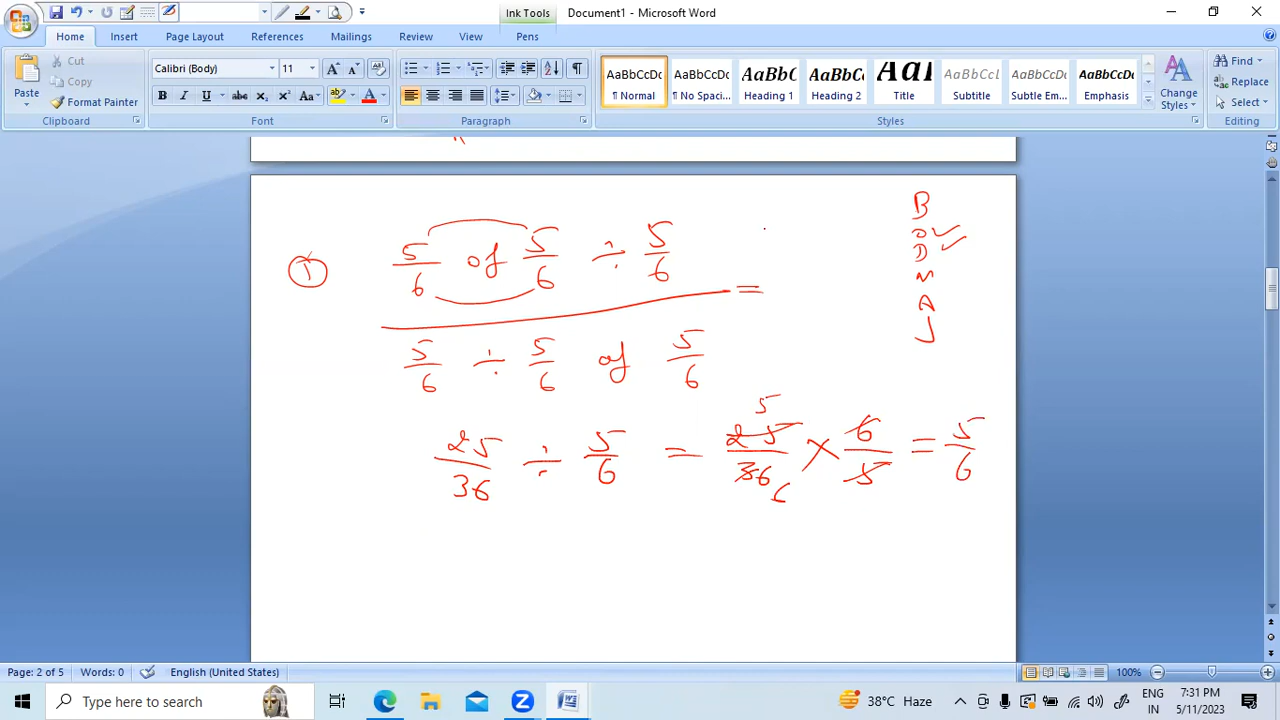 Ink Tools
Document1 - Microsoft Word
Home Insert Page Layout References Mailings Review View Pens
Paste
Cut
Copy
Format Painter
Clipboard
Calibri (Body) 11
Font
Paragraph
AaBbCcDc AaBbCcDc AaBbC AaBbCc AaB AaBbCcL AaBbCcDc AaBbCcDc
¶ Normal ¶ No Spaci... Heading 1 Heading 2 Title Subtitle Subtle Em... Emphasis
Styles
Change Styles
Find
Replace
Select
Editing
B
O
D
M
A
S
① 5/6 of 5/6 ÷ 5/6 =
5/6 ÷ 5/6 of 5/6
25/36 ÷ 5/6 = 25/36 × 6/5 = 5/6
5
6
Page: 2 of 5 Words: 0 English (United States) 100%
Type here to search
38°C Haze
ENG
IN
7:31 PM
5/11/2023